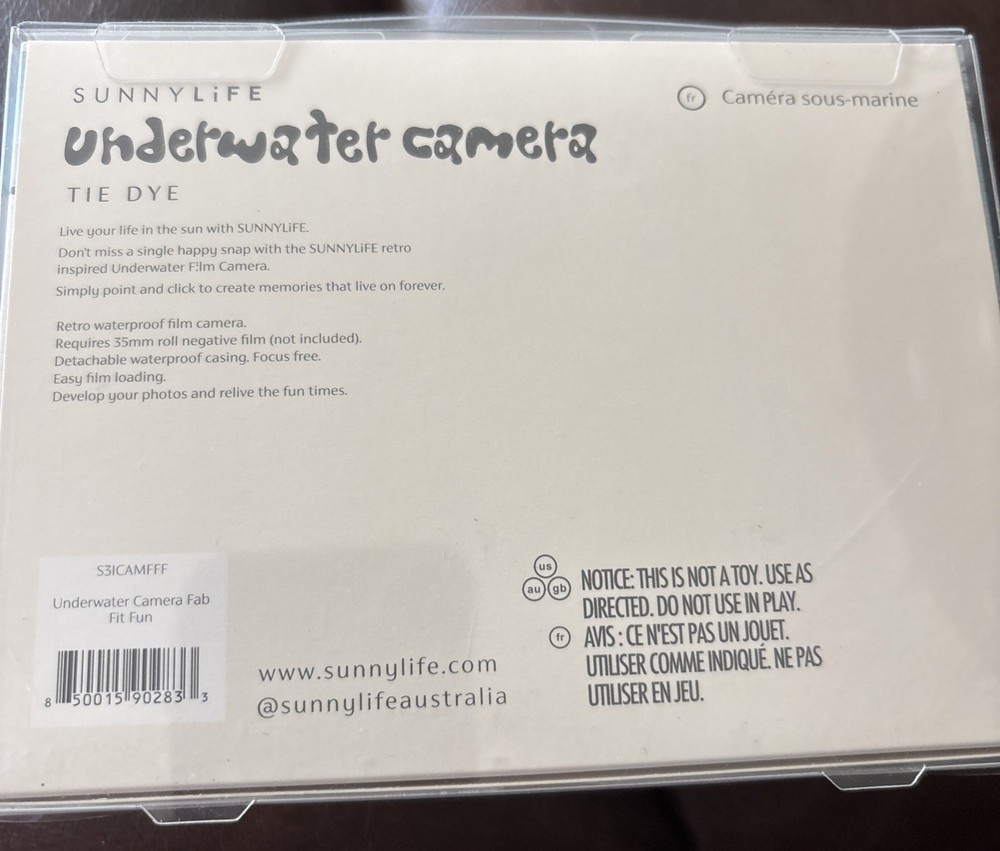 SUNNYLiFE
fr Caméra sous-marine
underwater camera
TIE DYE
Live your life in the sun with SUNNYLiFE.
Don't miss a single happy snap with the SUNNYLiFE retro
inspired Underwater Film Camera.
Simply point and click to create memories that live on forever.
Retro waterproof film camera.
Requires 35mm roll negative film (not included).
Detachable waterproof casing. Focus free.
Easy film loading.
Develop your photos and relive the fun times.
S3ICAMFFF
Underwater Camera Fab
Fit Fun
8 50015 90283 3
www.sunnylife.com
@sunnylifeaustralia
us
au gb
NOTICE: THIS IS NOT A TOY. USE AS
DIRECTED. DO NOT USE IN PLAY.
fr AVIS : CE N'EST PAS UN JOUET.
UTILISER COMME INDIQUÉ. NE PAS
UTILISER EN JEU.